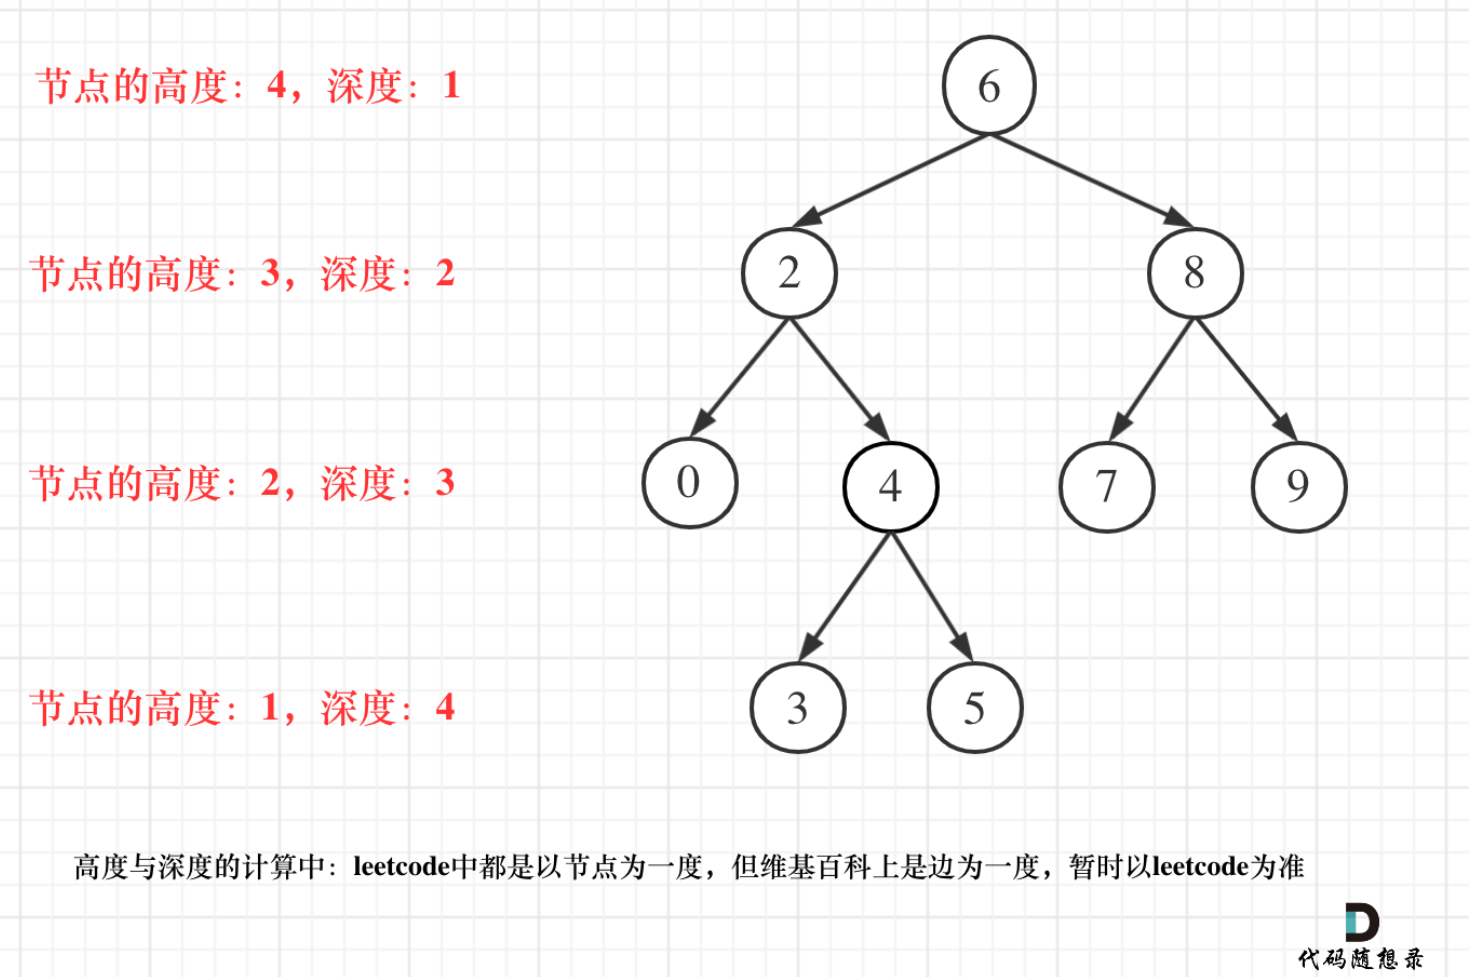 节点的高度：4，深度：1
6
节点的高度：3，深度：2
2
8
节点的高度：2，深度：3
0
4
7
9
节点的高度：1，深度：4
3
5
高度与深度的计算中：leetcode中都是以节点为一度，但维基百科上是边为一度，暂时以leetcode为准
代码随想录